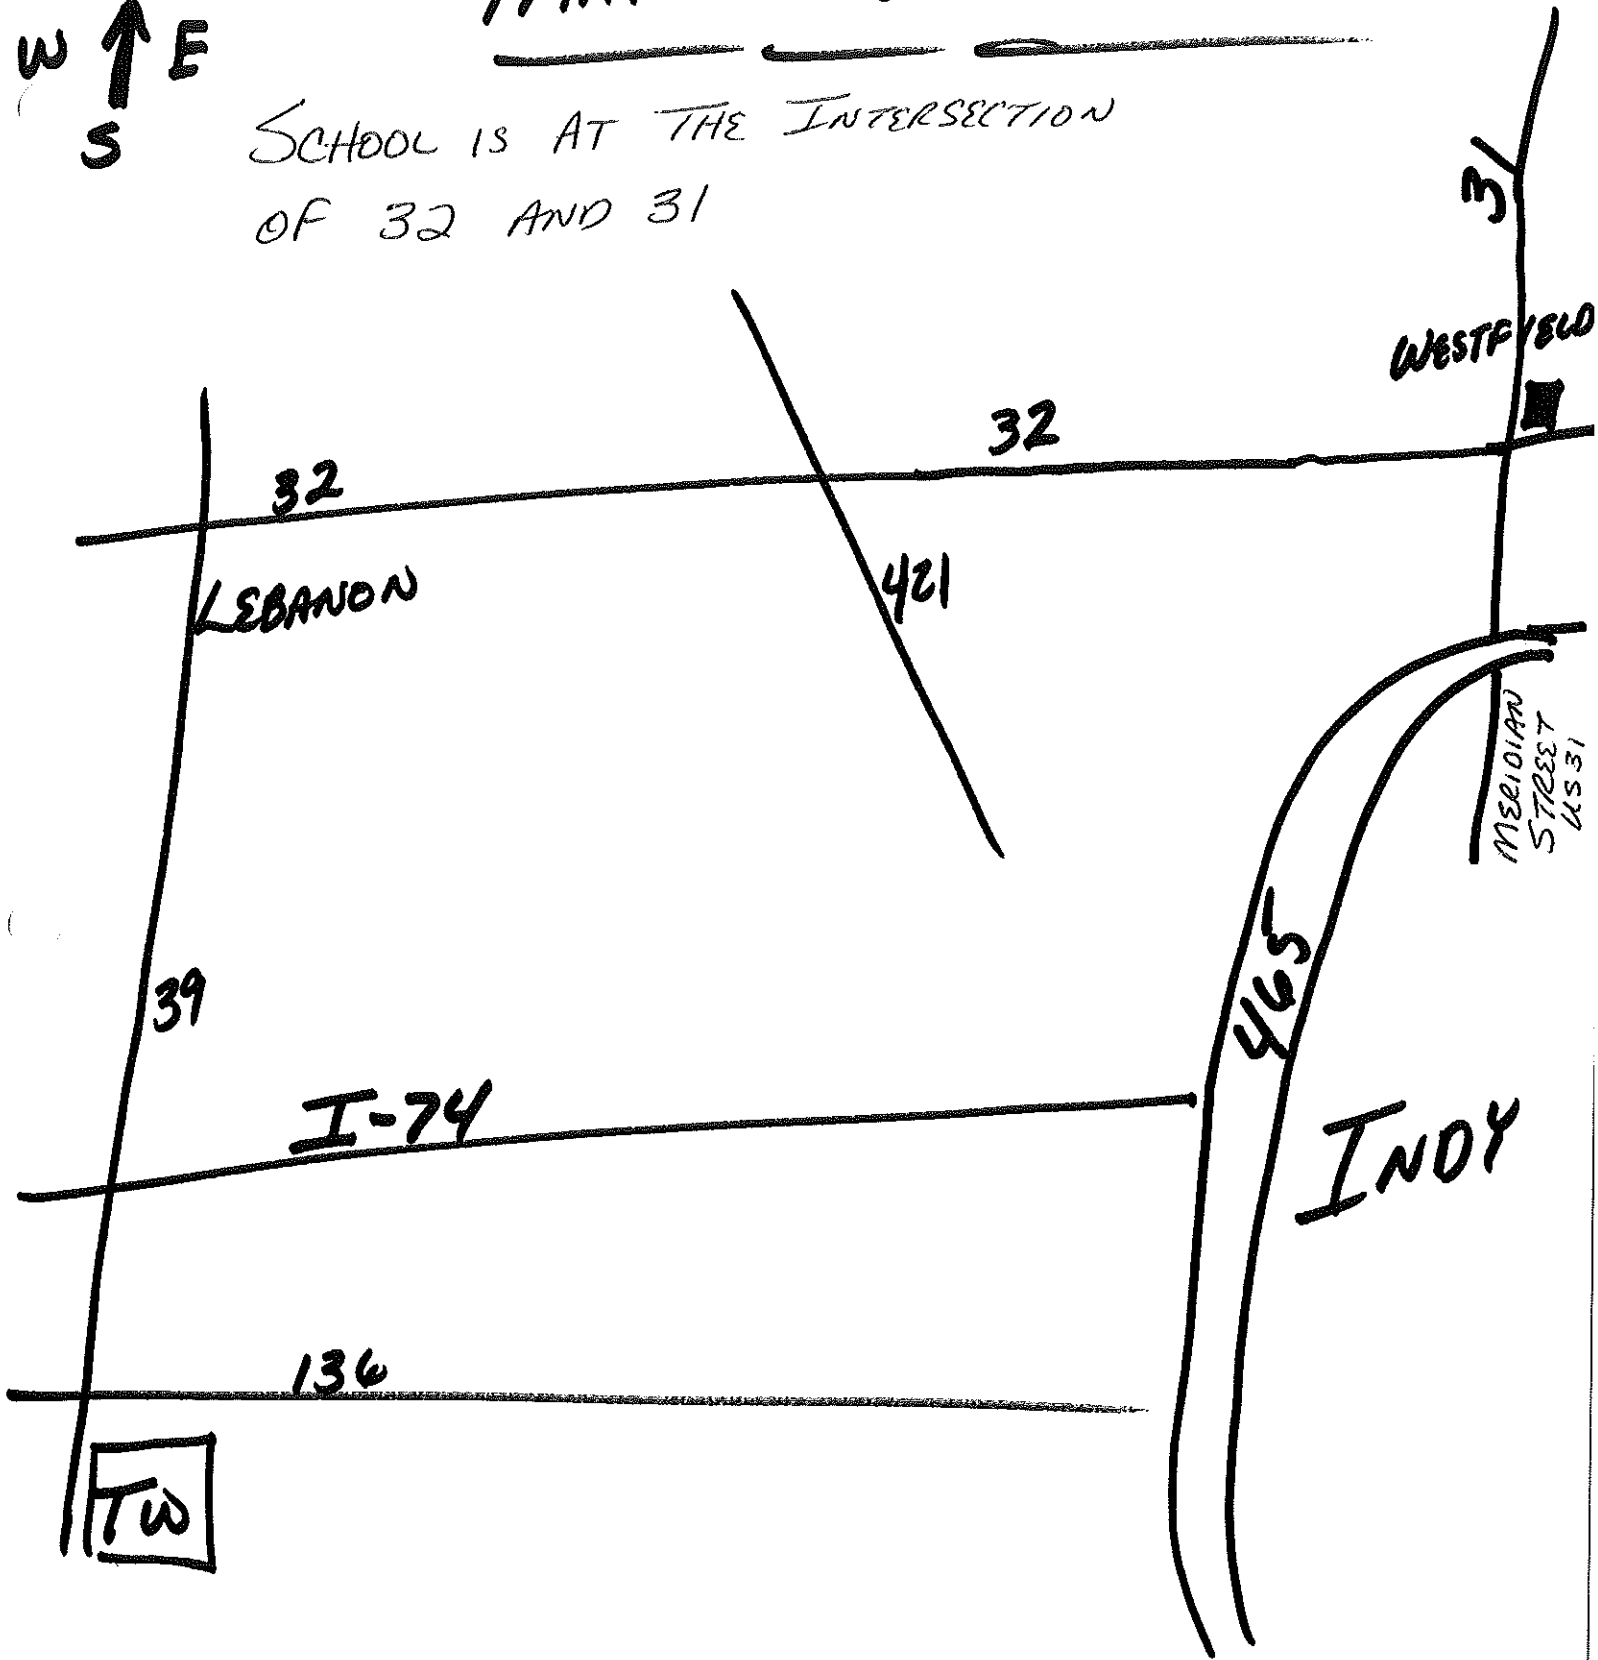 W E
S
SCHOOL IS AT THE INTERSECTION
OF 32 AND 31
31
WESTFIELD
32
32
421
LEBANON
MERIDIAN
STREET
US 31
465
39
I-74
INDY
136
TW